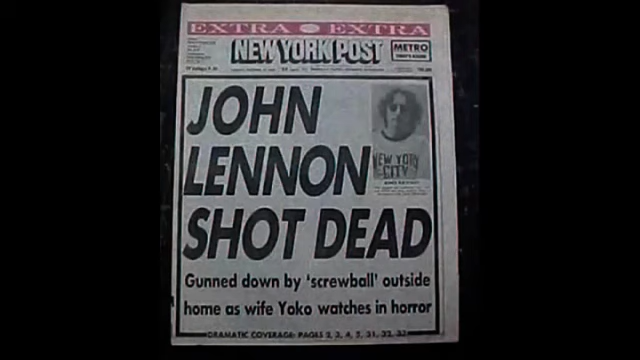 EXTRA EXTRA
NEW YORK POST
METRO
JOHN
LENNON
SHOT DEAD
NEW YORK
CITY
Gunned down by 'screwball' outside
home as wife Yoko watches in horror
DRAMATIC COVERAGE: PAGES 2, 3, 4, 5, 31, 32, 33